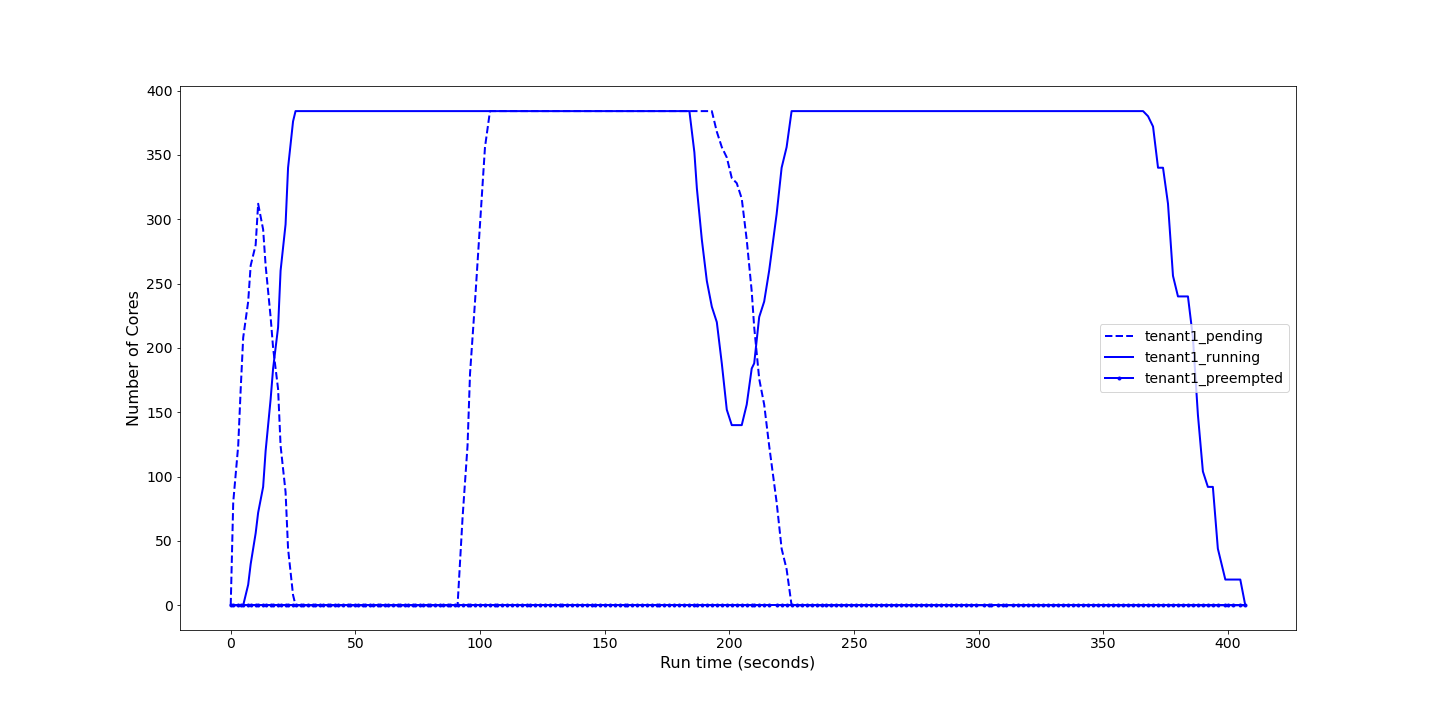 400
350
300
250
200
150
100
50
0
Number of Cores
tenant1_pending
tenant1_running
tenant1_preempted
0 50 100 150 200 250 300 350 400
Run time (seconds)